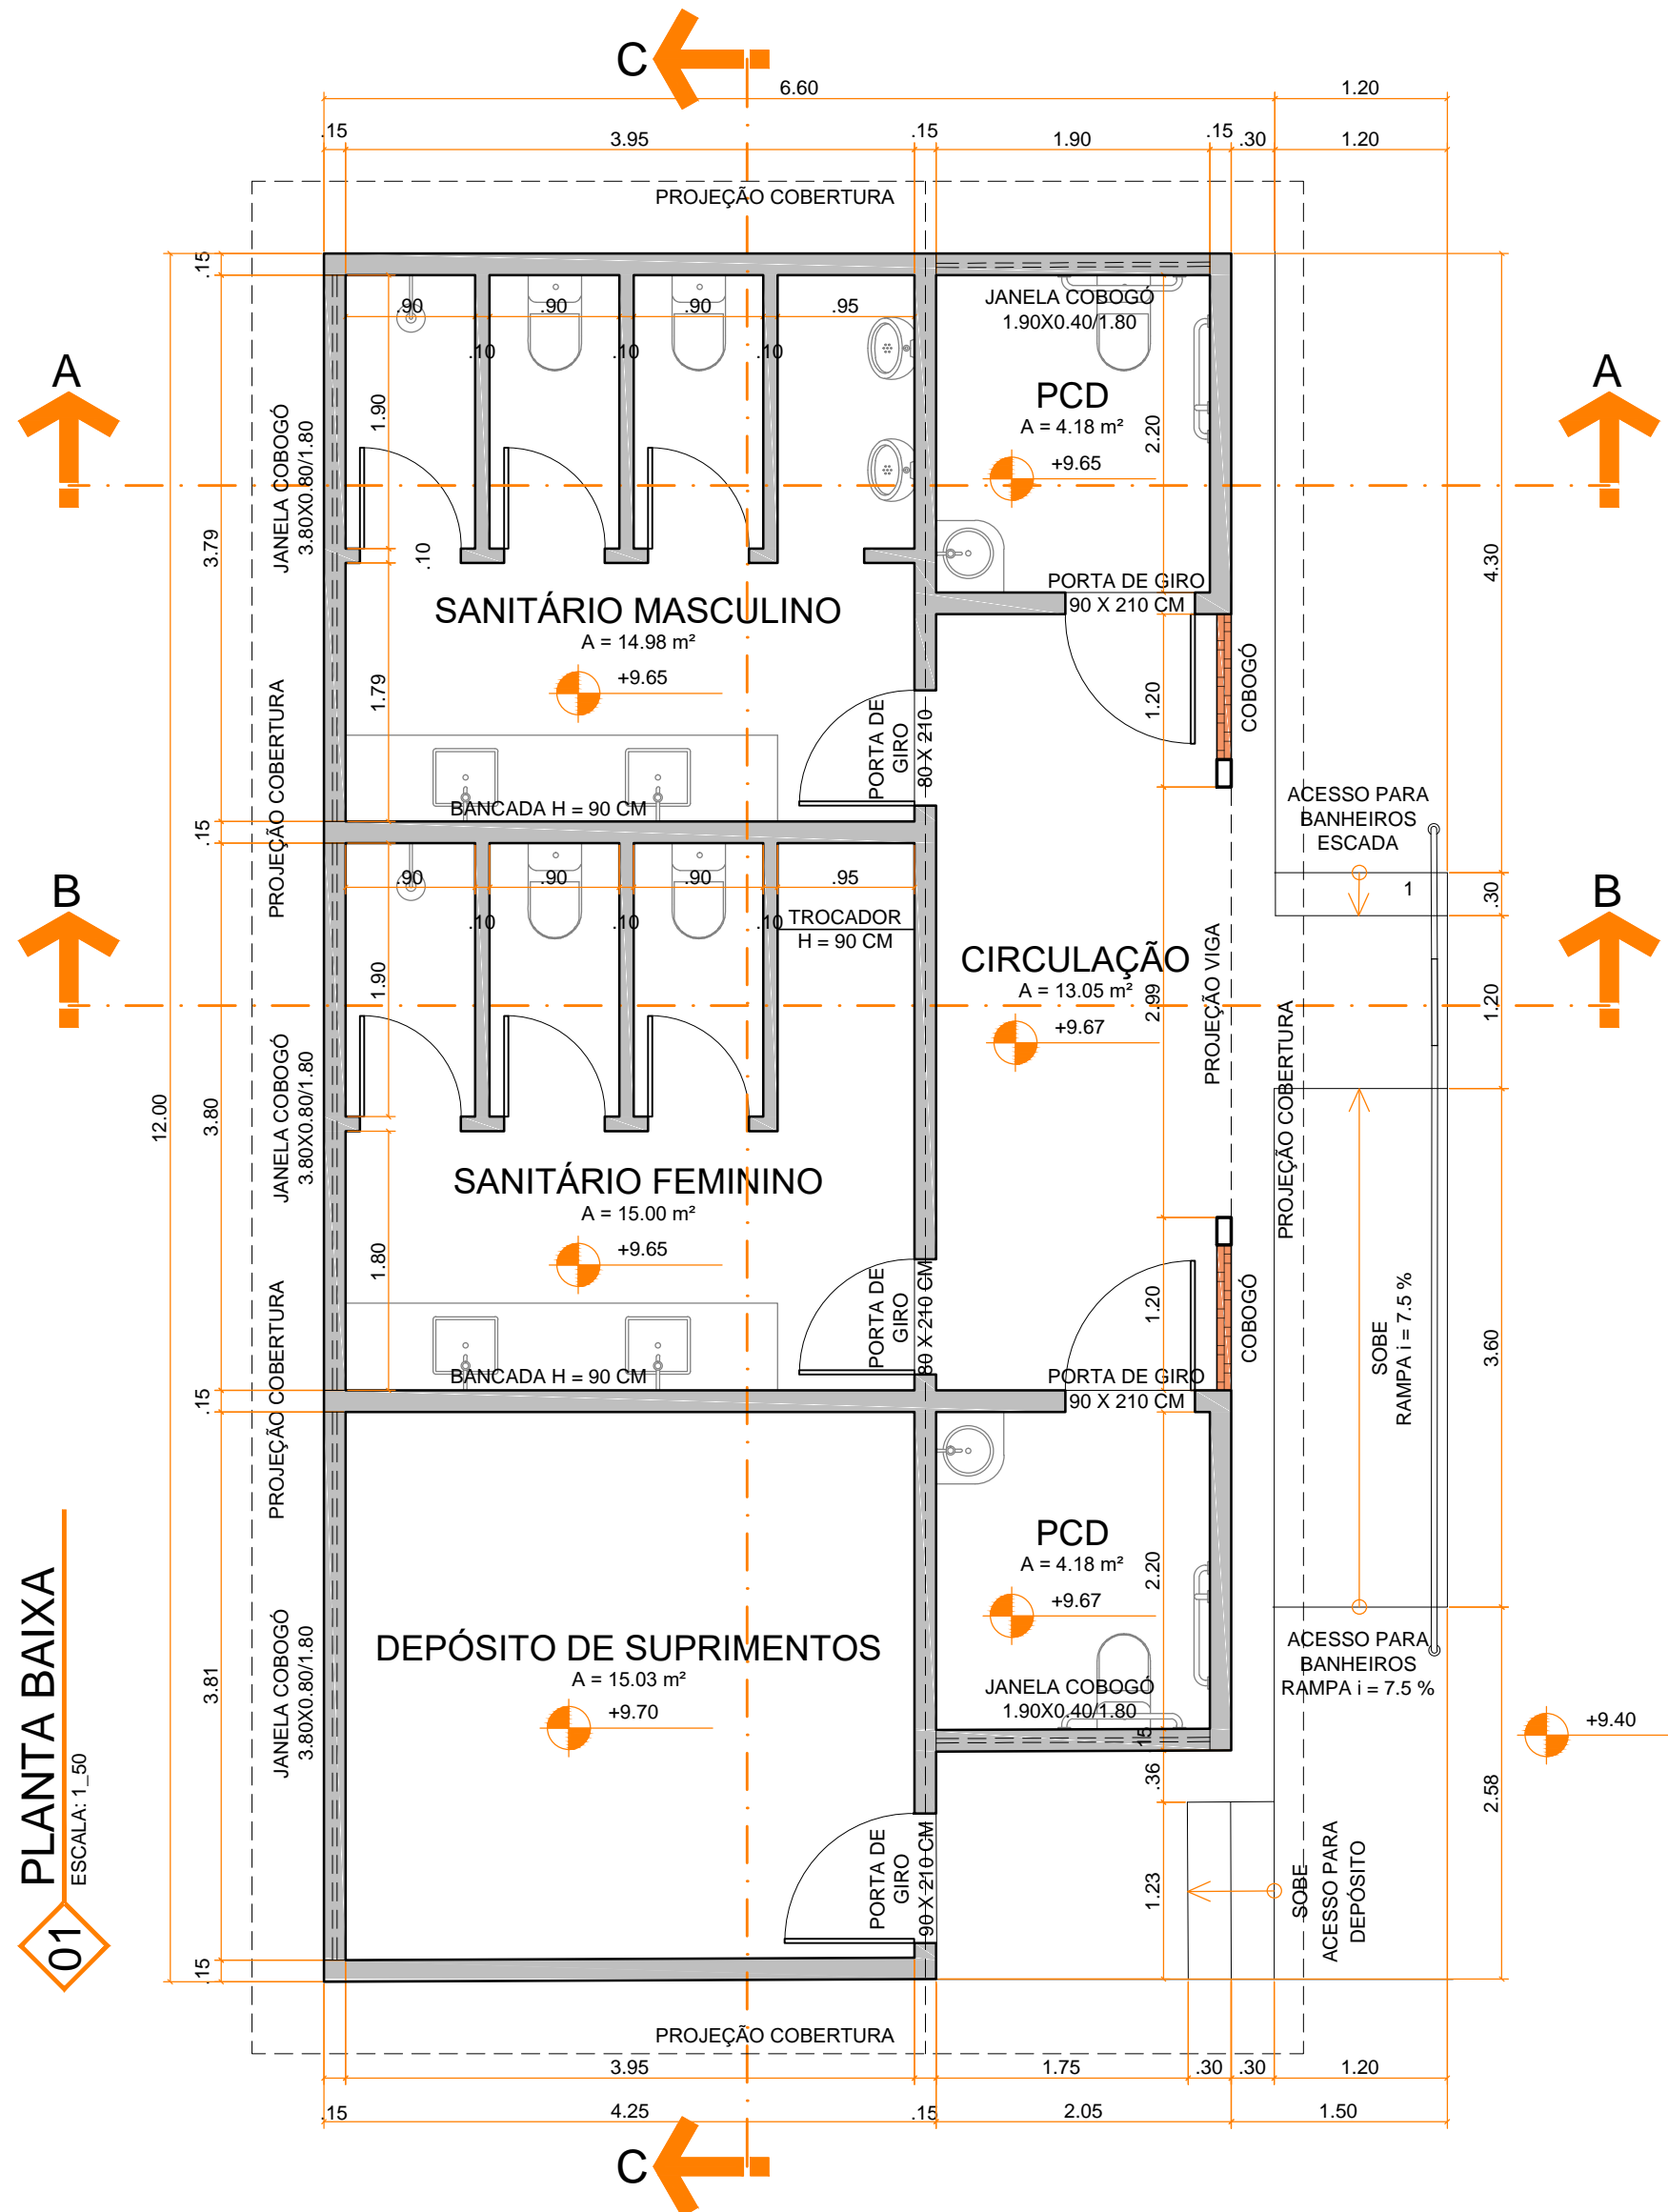 C
6.60
1.20
.15
3.95
.15
1.90
.15
.30
1.20
PROJEÇÃO COBERTURA
.15
.90
.90
.90
.95
.10
.10
.10
1.90
.10
JANELA COBOGÓ
1.90X0.40/1.80
PCD
A = 4.18 m²
+9.65
2.20
A
A
JANELA COBOGÓ
3.80X0.80/1.80
3.79
4.30
SANITÁRIO MASCULINO
A = 14.98 m²
+9.65
1.79
PORTA DE GIRO
90 X 210 CM
1.20
COBOGÓ
PORTA DE
GIRO
80 X 210
BANCADA H = 90 CM
PROJEÇÃO COBERTURA
.15
ACESSO PARA
BANHEIROS
ESCADA
1
.30
B
B
.90
.90
.90
.95
.10
.10
.10
TROCADOR
H = 90 CM
1.90
CIRCULAÇÃO
A = 13.05 m²
+9.67
2.99
PROJEÇÃO VIGA
PROJEÇÃO COBERTURA
1.20
JANELA COBOGÓ
3.80X0.80/1.80
12.00
3.80
SANITÁRIO FEMININO
A = 15.00 m²
+9.65
1.80
PORTA DE
GIRO
80 X 210 CM
1.20
COBOGÓ
SOBE
RAMPA i = 7.5 %
3.60
BANCADA H = 90 CM
PORTA DE GIRO
90 X 210 CM
PROJEÇÃO COBERTURA
.15
PCD
A = 4.18 m²
+9.67
2.20
JANELA COBOGÓ
1.90X0.40/1.80
.15
DEPÓSITO DE SUPRIMENTOS
A = 15.03 m²
+9.70
JANELA COBOGÓ
3.80X0.80/1.80
3.81
ACESSO PARA
BANHEIROS
RAMPA i = 7.5 %
+9.40
.36
2.58
PORTA DE
GIRO
90 X 210 CM
1.23
SOBE
ACESSO PARA
DEPÓSITO
.15
PLANTA BAIXA
ESCALA: 1_50
01
PROJEÇÃO COBERTURA
3.95
1.75
.30
.30
1.20
.15
4.25
.15
2.05
1.50
C